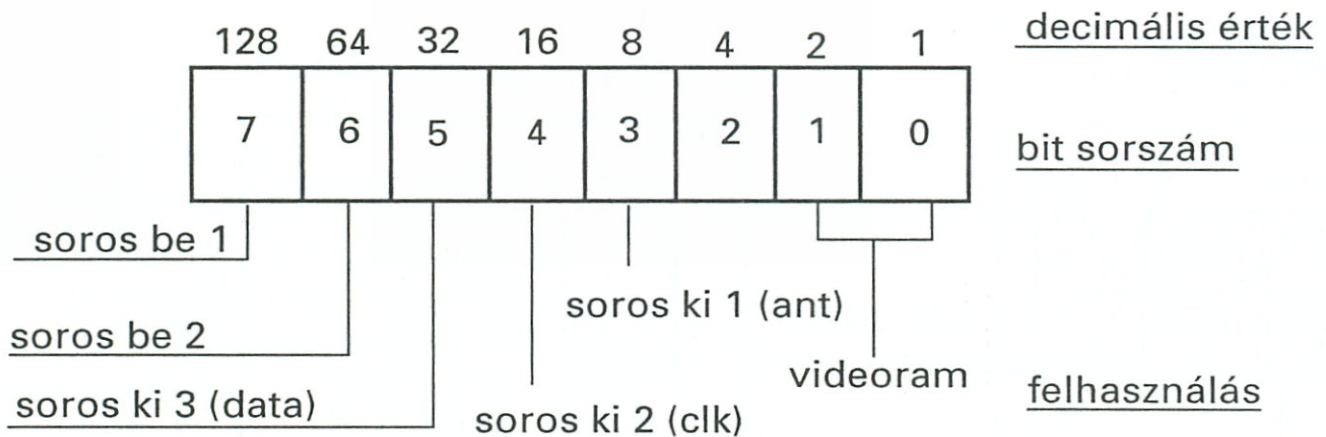 128 64 32 16 8 4 2 1 decimális érték
7 6 5 4 3 2 1 0 bit sorszám
soros be 1
soros ki 1 (ant)
soros be 2
videoram felhasználás
soros ki 3 (data)
soros ki 2 (clk)